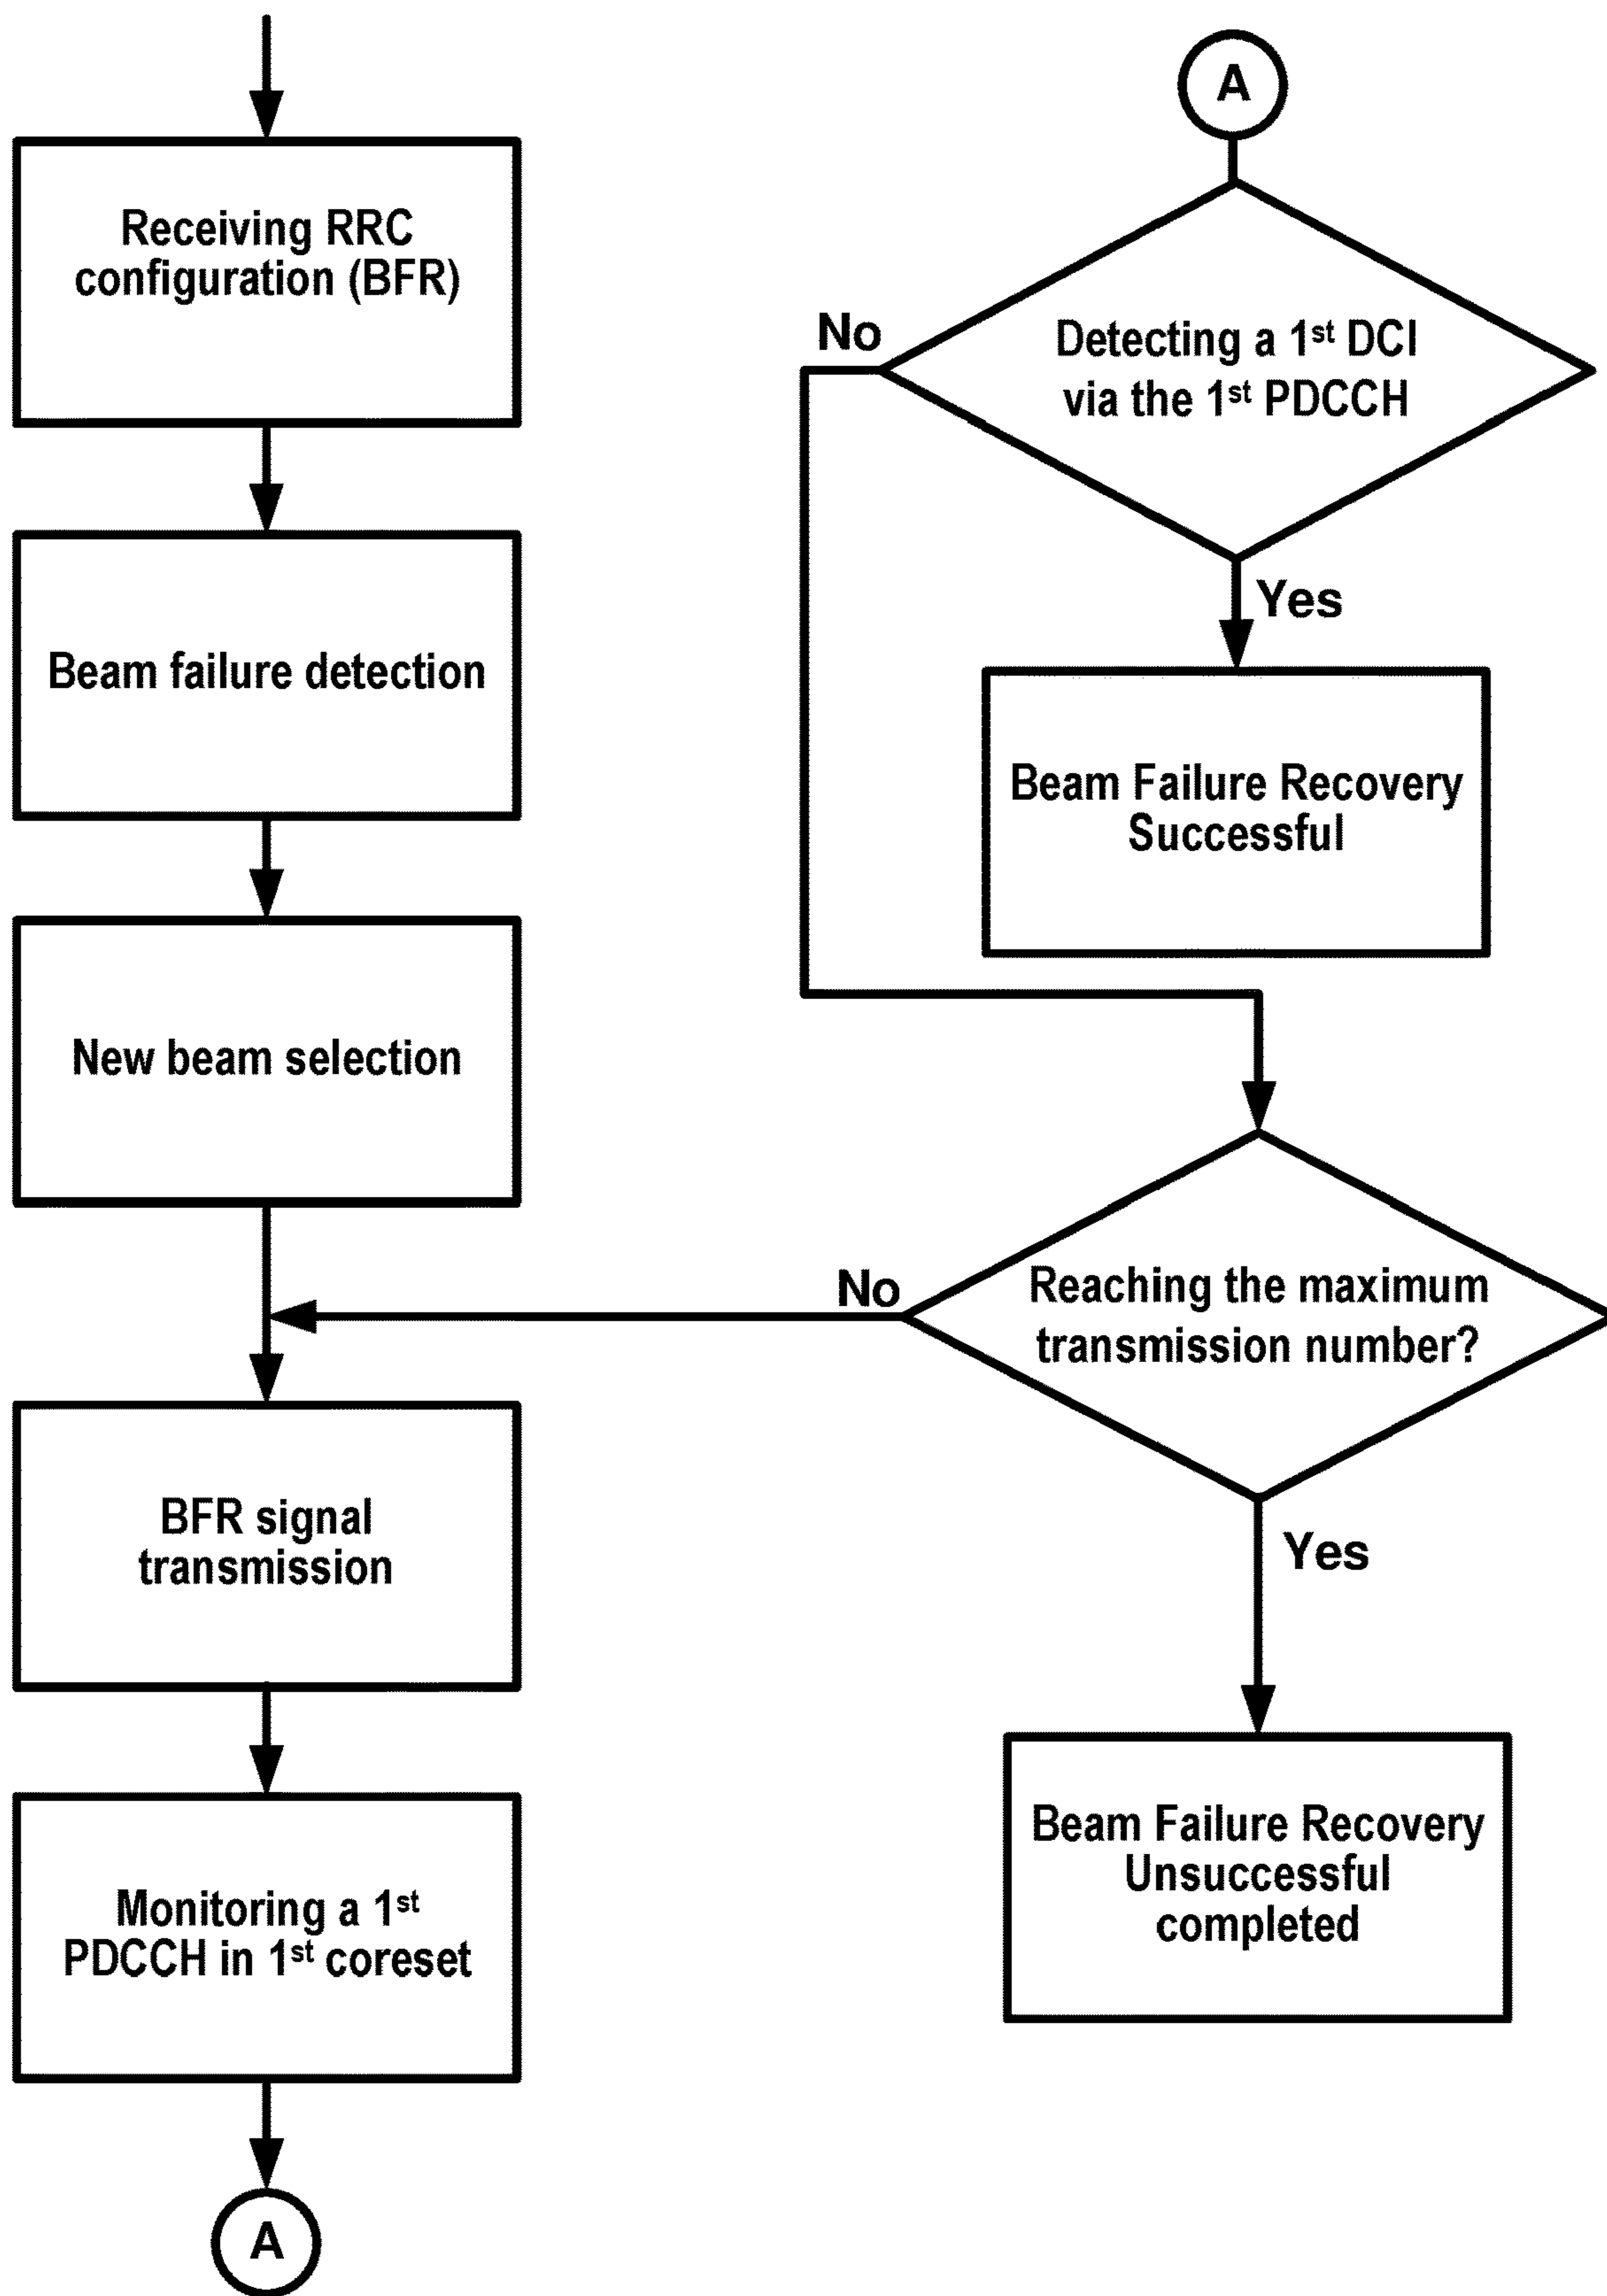 Receiving RRC
configuration (BFR)
Beam failure detection
New beam selection
BFR signal
transmission
Monitoring a 1st
PDCCH in 1st coreset
A
A
Detecting a 1st DCI
via the 1st PDCCH
No
Yes
Beam Failure Recovery
Successful
Reaching the maximum
transmission number?
No
Yes
Beam Failure Recovery
Unsuccessful
completed